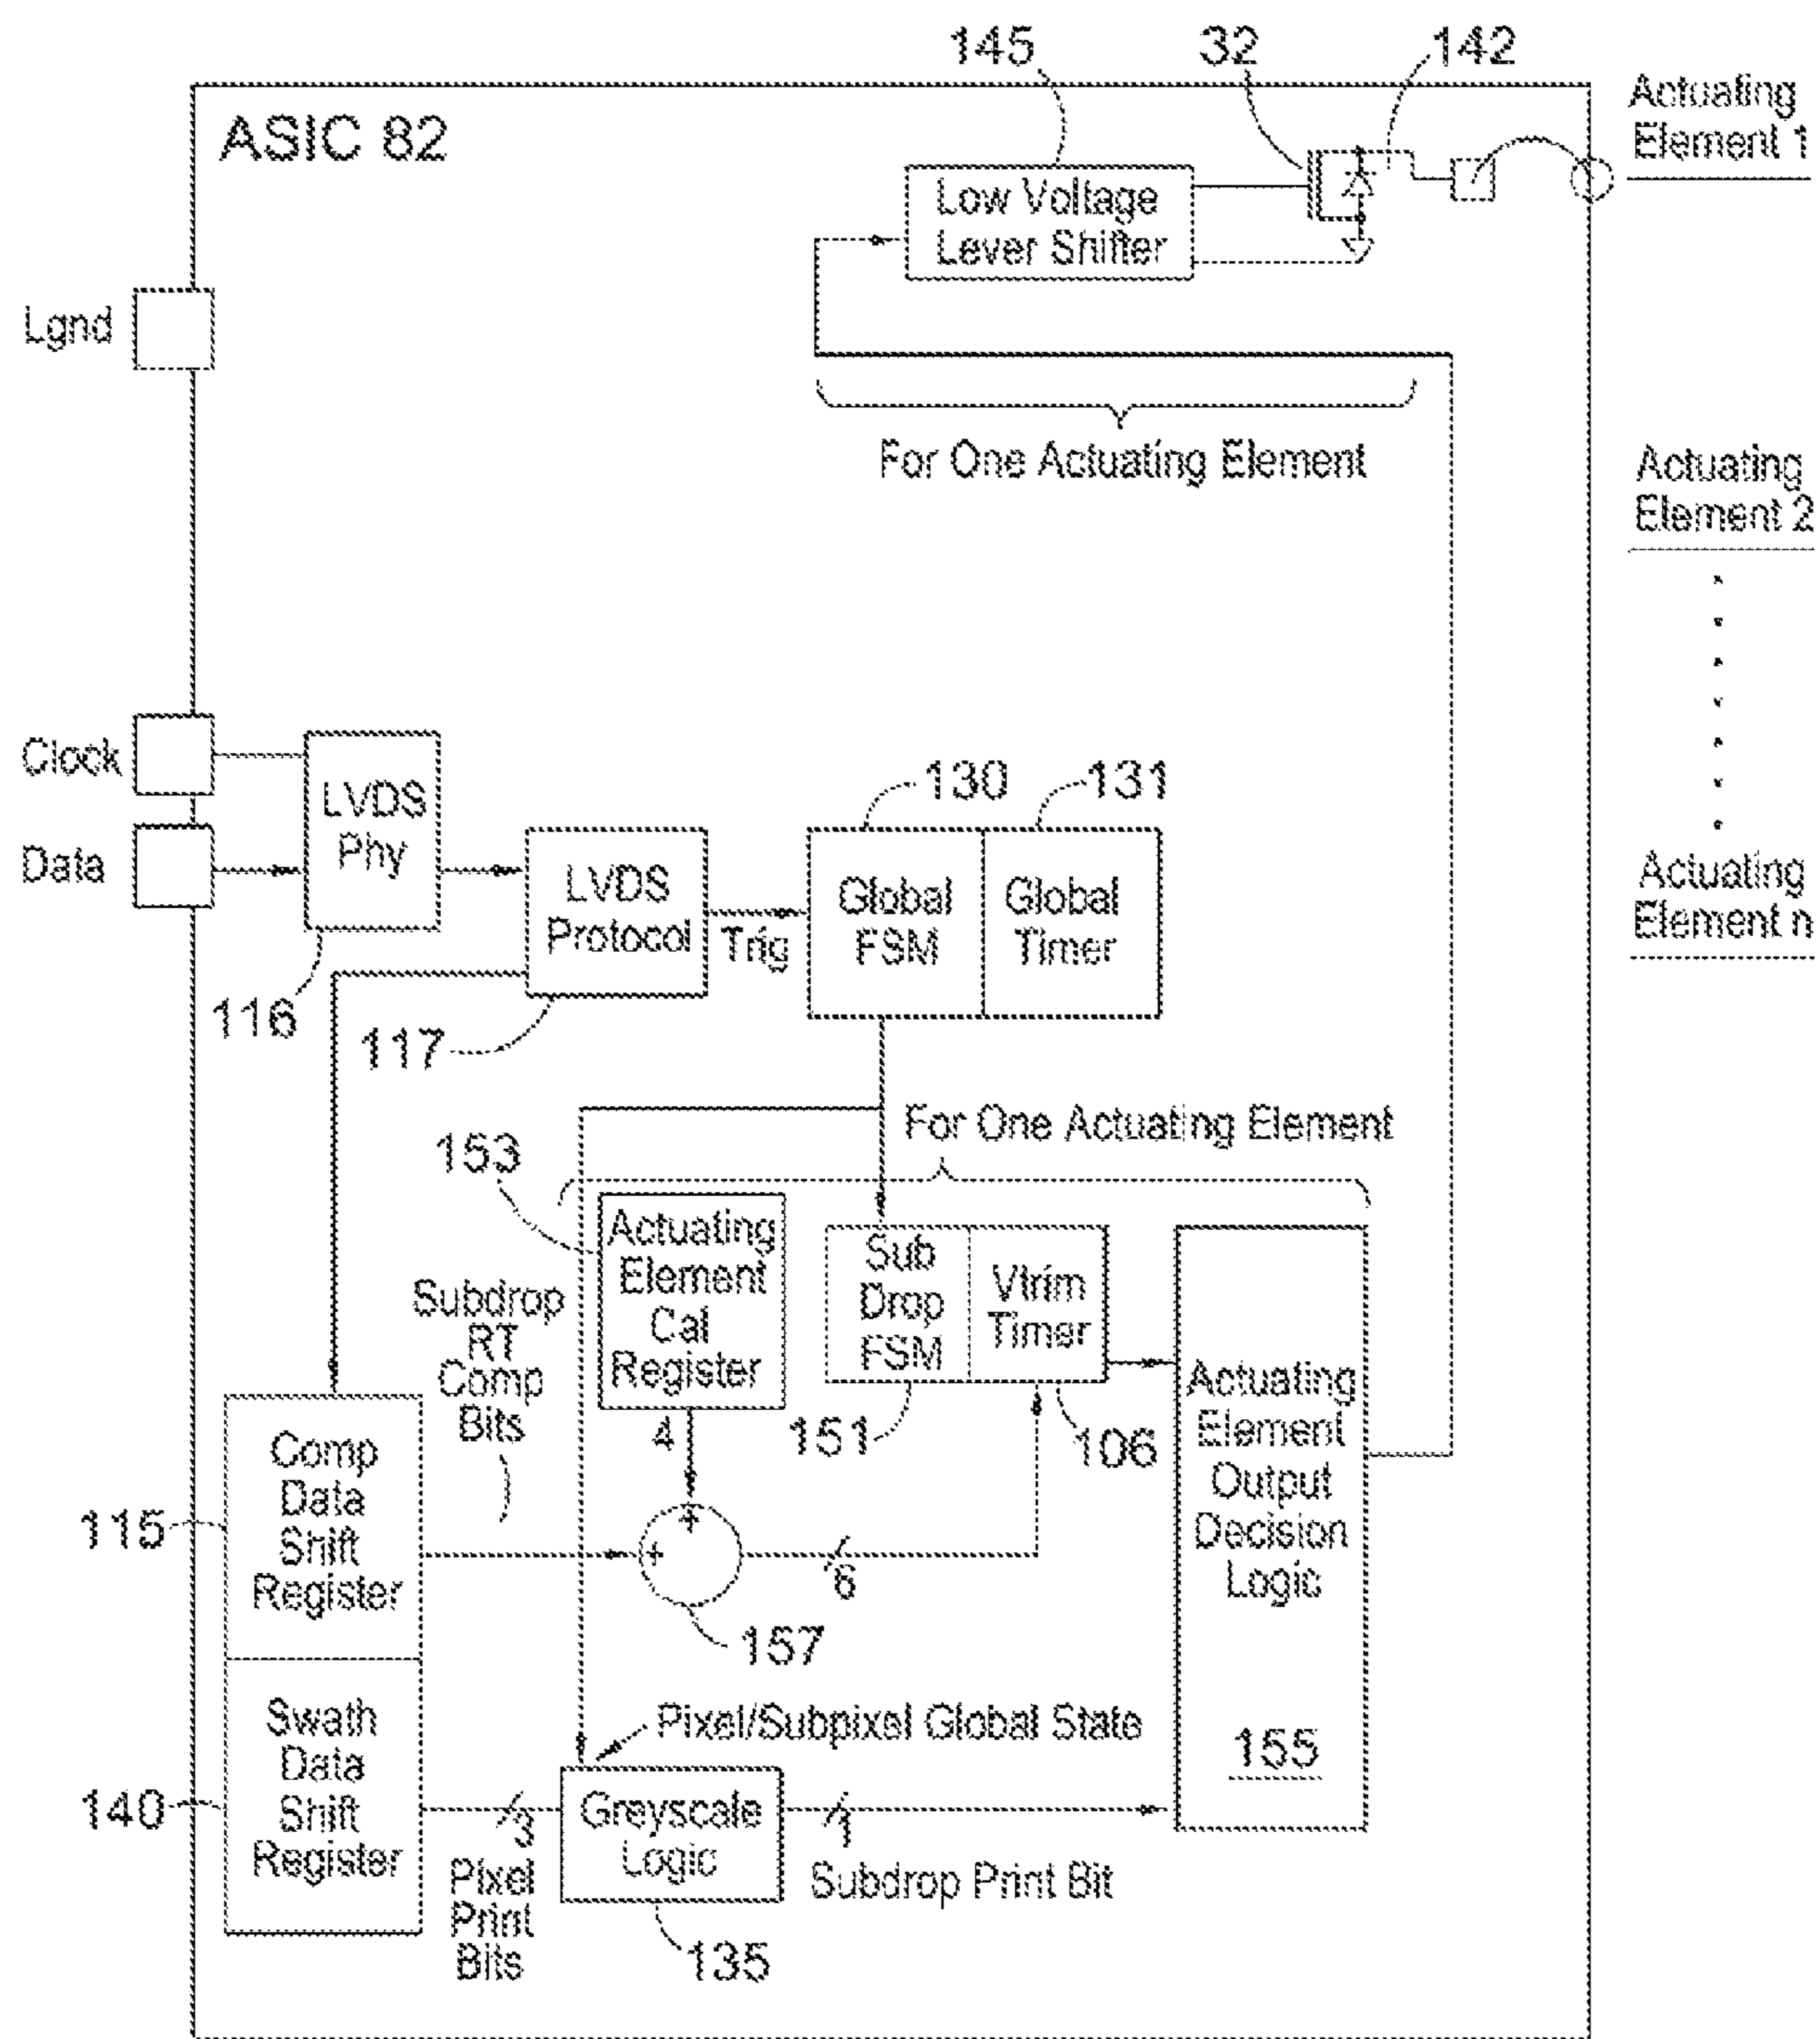 145
32
142
ASIC 82
Actuating
Element 1
Low Voltage
Lever Shifter
Lgnd
For One Actuating Element
Actuating
Element 2
Clock
LVDS
Phy
Data
130
131
LVDS
Protocol
Trig
Global
FSM
Global
Timer
Actuating
Element n
116
117
For One Actuating Element
153
Actuating
Element
Cal
Register
Sub
Drop
FSM
Vtrim
Timer
Subdrop
RT
Comp
Bits
4
151
106
Actuating
Element
Output
Decision
Logic
155
Comp
Data
Shift
Register
115
+
+
6
157
Swath
Data
Shift
Register
140
Pixel/Subpixel Global State
3
Greyscale
Logic
1
Pixel
Print
Bits
Subdrop Print Bit
135